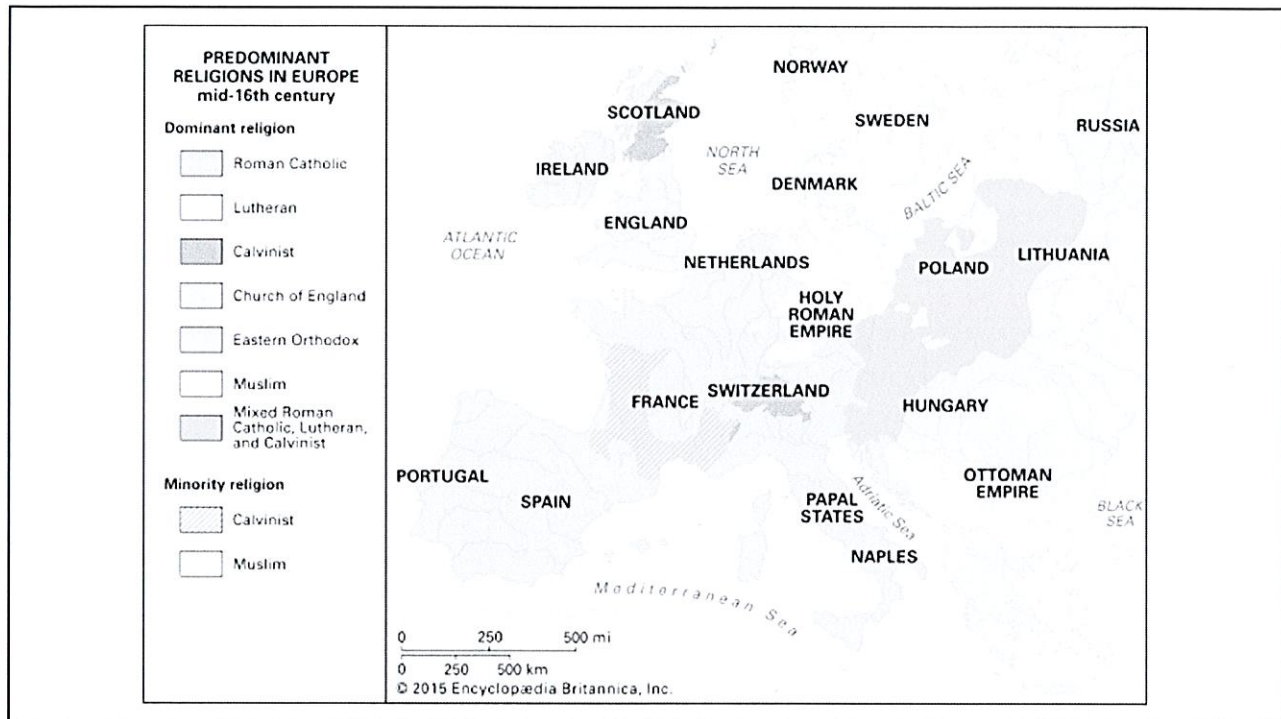 PREDOMINANT
RELIGIONS IN EUROPE
mid-16th century
Dominant religion
Roman Catholic
Lutheran
Calvinist
Church of England
Eastern Orthodox
Muslim
Mixed Roman
Catholic, Lutheran,
and Calvinist
Minority religion
Calvinist
Muslim
NORWAY
SCOTLAND
SWEDEN
RUSSIA
NORTH
SEA
IRELAND
DENMARK
BALTIC SEA
ENGLAND
ATLANTIC
OCEAN
NETHERLANDS
POLAND
LITHUANIA
HOLY
ROMAN
EMPIRE
SWITZERLAND
FRANCE
HUNGARY
PORTUGAL
SPAIN
PAPAL
STATES
Adriatic Sea
OTTOMAN
EMPIRE
BLACK
SEA
NAPLES
Mediterranean Sea
0 250 500 mi
0 250 500 km
© 2015 Encyclopædia Britannica, Inc.